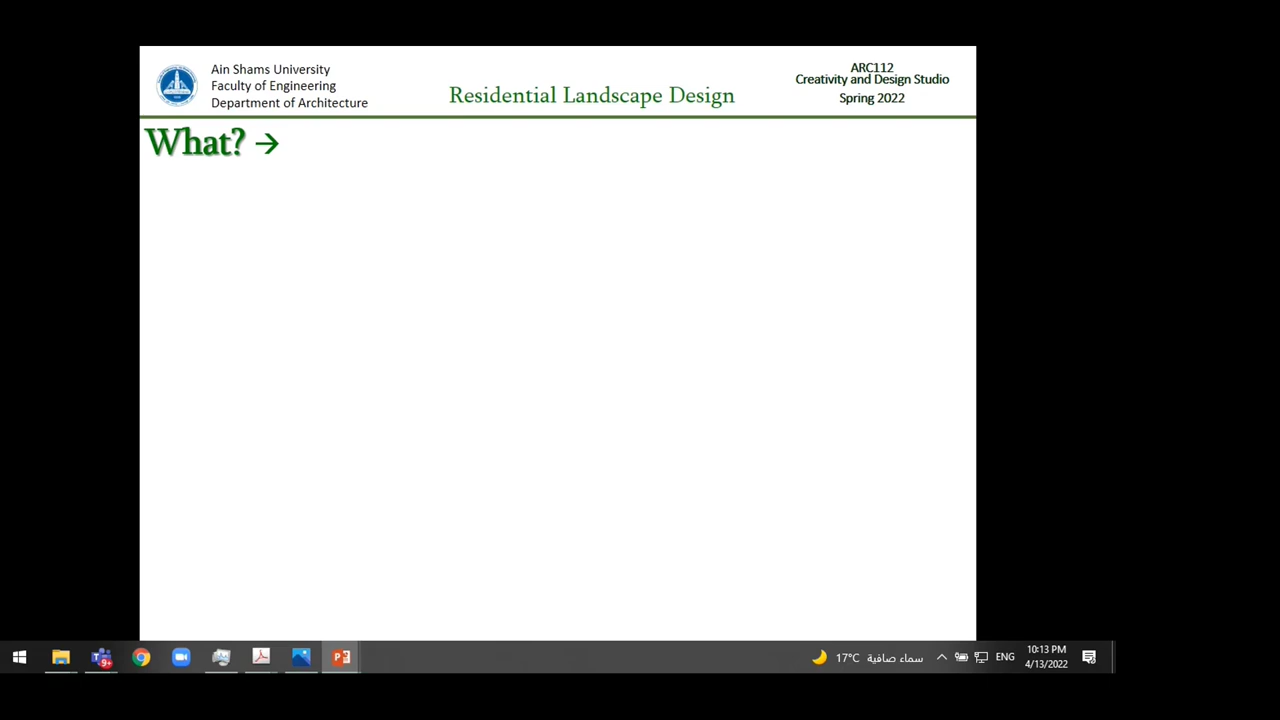 Ain Shams University
Faculty of Engineering
Department of Architecture
Residential Landscape Design
ARC112
Creativity and Design Studio
Spring 2022
What? →
17°C سماء صافية
ENG
10:13 PM
4/13/2022
9+